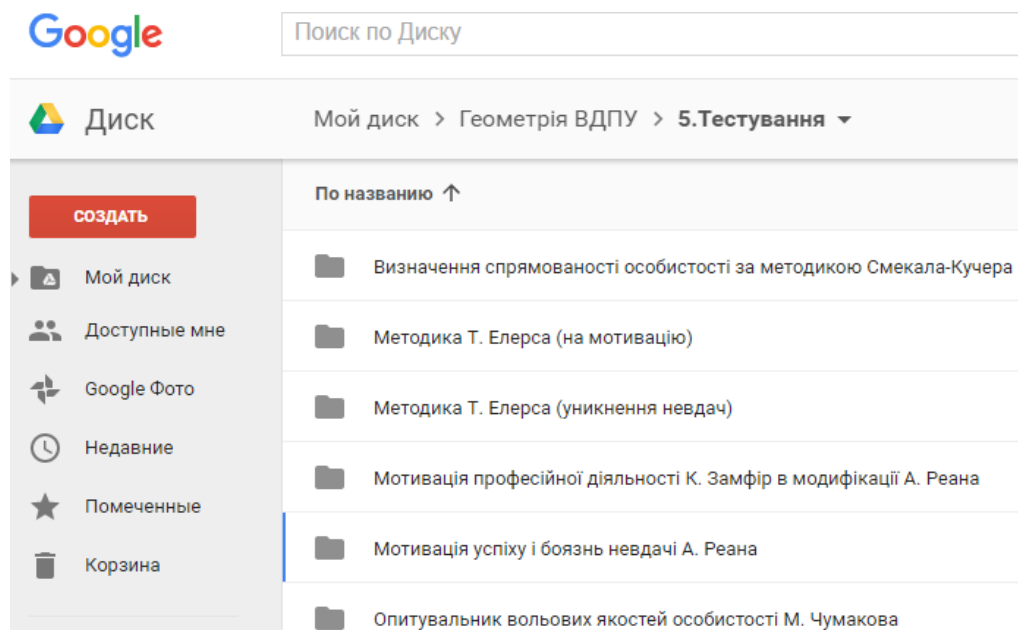 Google
Поиск по Диску
Диск
Мой диск > Геометрія ВДПУ > 5.Тестування
СОЗДАТЬ
Мой диск
Доступные мне
Google Фото
Недавние
Помеченные
Корзина
По названию ↑
Визначення спрямованості особистості за методикою Смекала-Кучера
Методика Т. Елерса (на мотивацію)
Методика Т. Елерса (уникнення невдач)
Мотивація професійної діяльності К. Замфір в модифікації А. Реана
Мотивація успіху і боязнь невдачі А. Реана
Опитувальник вольових якостей особистості М. Чумакова